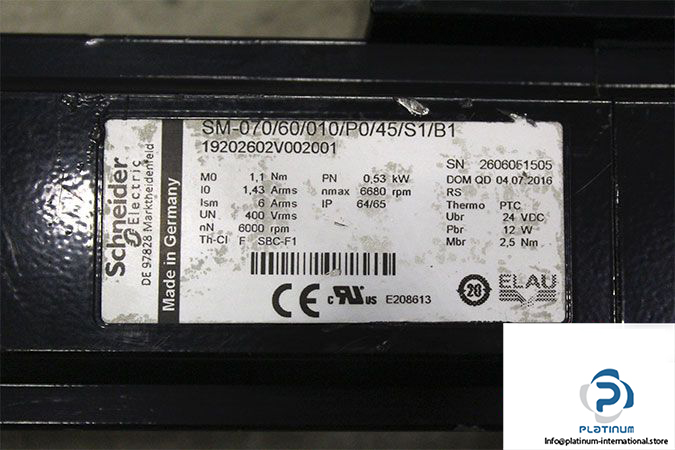 SM-070/60/010/P0/45/S1/B1
19202602V002001
SN 2606051505
DOM QD 04.07.2016
RS
Thermo PTC
Ubr 24 VDC
Pbr 12 W
Mbr 2,5 Nm
M0 1,1 Nm PN 0,53 kW
I0 1,43 Arms nmax 6680 rpm
Ism 6 Arms IP 64/65
UN 400 Vrms
nN 6000 rpm
Th-Cl F SBC-F1
Schneider
Electric
DE 97828 Marktheidenfeld
Made in Germany
CE
c RU us E208613
20
ELAU
PLATINUM
Info@platinum-international.store